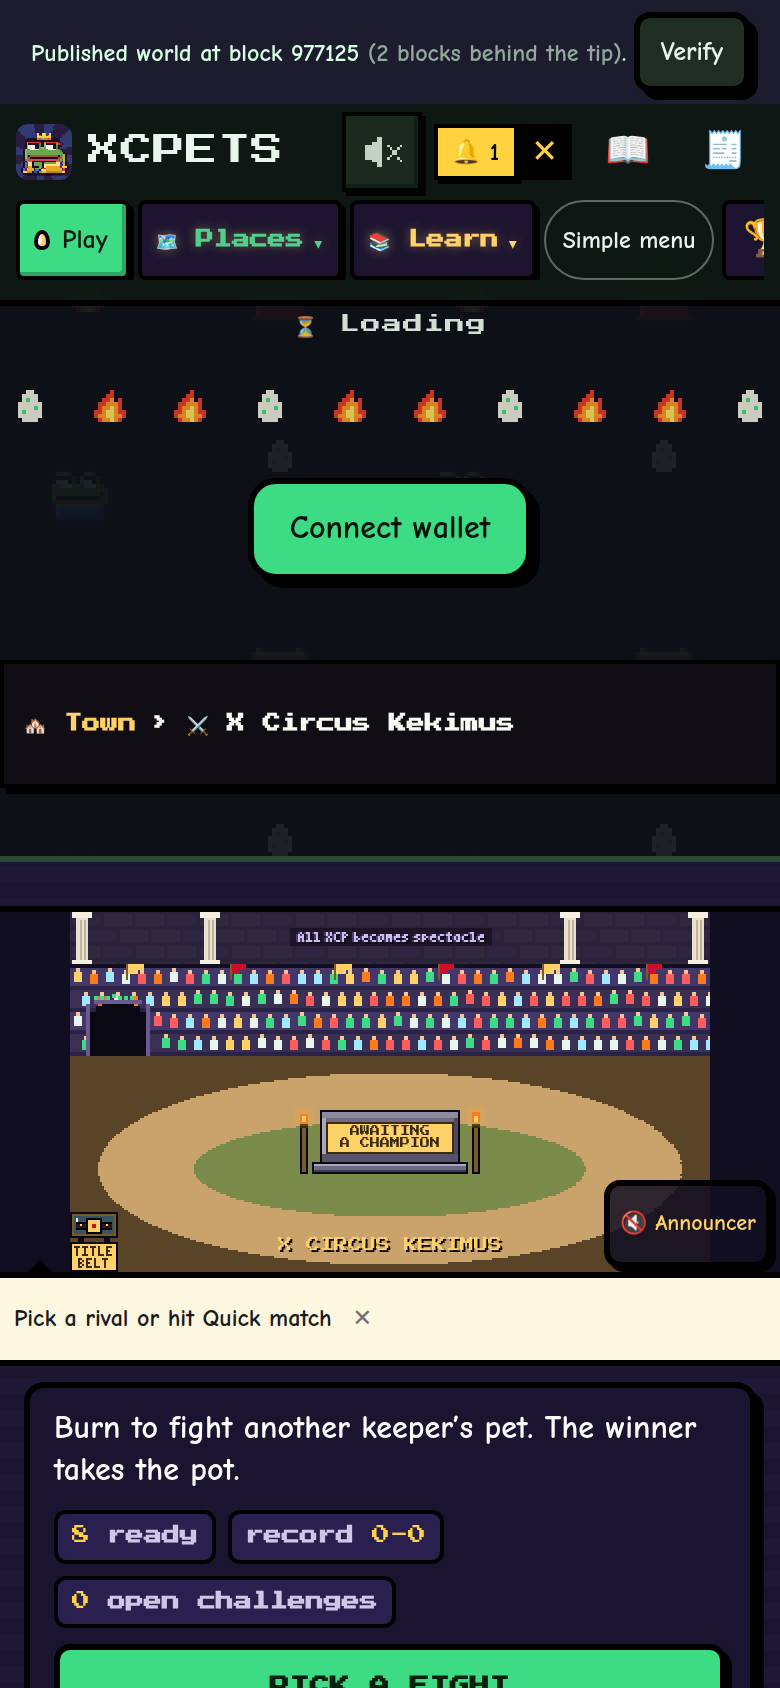 Published world at block 977125 (2 blocks behind the tip).
Verify
XCPETS
1
Play
Places
Learn
Simple menu
Loading
Connect wallet
Town › X Circus Kekimus
All XCP becomes spectacle
AWAITING
A CHAMPION
TITLE
BELT
X CIRCUS KEKIMUS
Announcer
Pick a rival or hit Quick match
Burn to fight another keeper's pet. The winner
takes the pot.
8 ready
record 0-0
0 open challenges
PICK A FIGHT